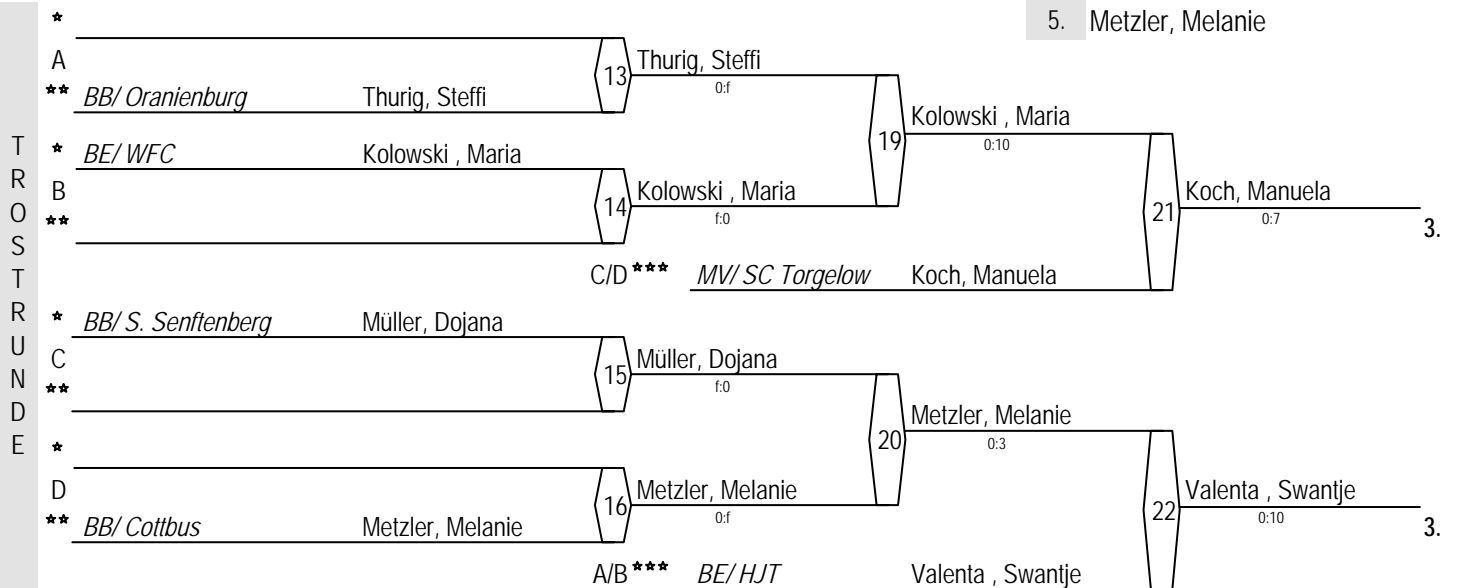 5. Metzler, Melanie
TROSTRUNDE
*
A
** BB/ Oranienburg Thurig, Steffi
13 Thurig, Steffi
0:f
* BE/ WFC Kolowski , Maria
B
**
14 Kolowski , Maria
f:0
19 Kolowski , Maria
0:10
C/D *** MV/ SC Torgelow Koch, Manuela
21 Koch, Manuela
0:7
3.
* BB/ S. Senftenberg Müller, Dojana
C
**
15 Müller, Dojana
f:0
*
D
** BB/ Cottbus Metzler, Melanie
16 Metzler, Melanie
0:f
20 Metzler, Melanie
0:3
A/B *** BE/ HJT Valenta , Swantje
22 Valenta , Swantje
0:10
3.